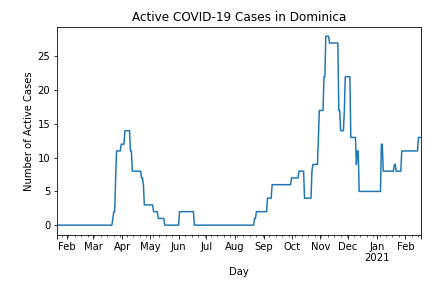 Active COVID-19 Cases in Dominica
Number of Active Cases
25
20
15
10
5
0
Feb Mar Apr May Jun Jul Aug Sep Oct Nov Dec Jan Feb
2021
Day